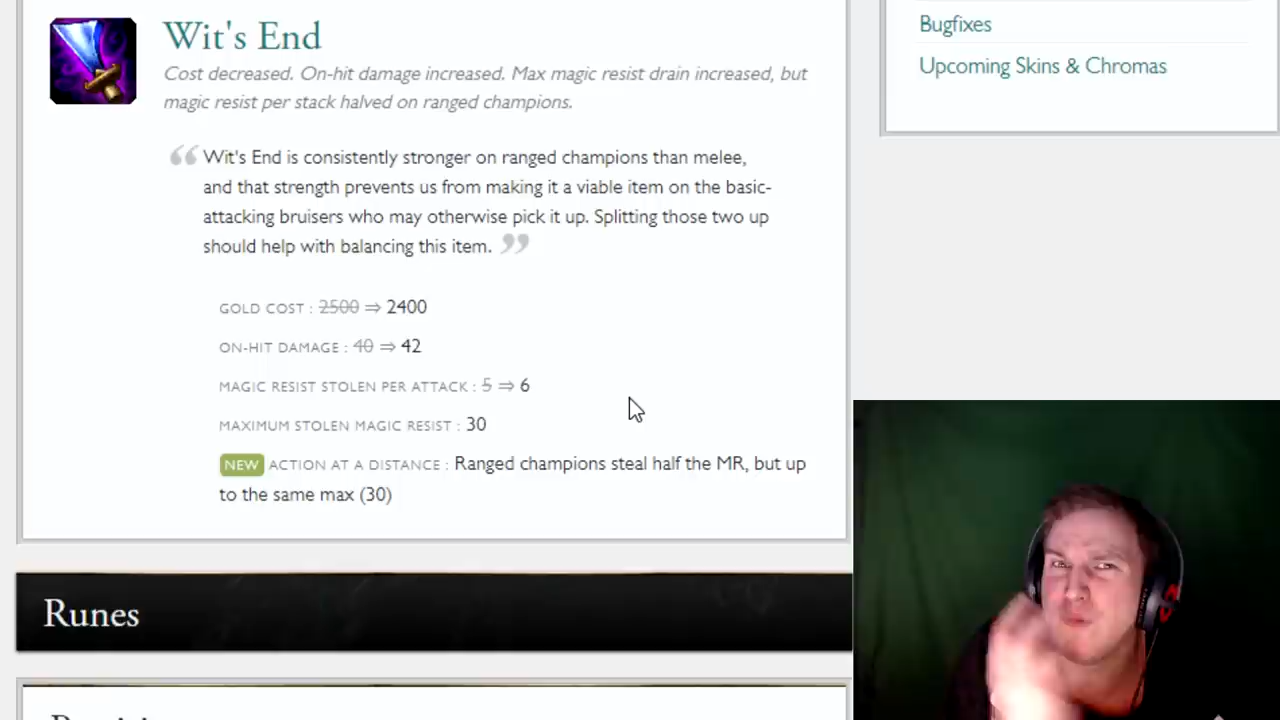 Wit's End
Cost decreased. On-hit damage increased. Max magic resist drain increased, but
magic resist per stack halved on ranged champions.
“ Wit's End is consistently stronger on ranged champions than melee,
and that strength prevents us from making it a viable item on the basic-
attacking bruisers who may otherwise pick it up. Splitting those two up
should help with balancing this item. ”
GOLD COST : 2500 ⇒ 2400
ON-HIT DAMAGE : 40 ⇒ 42
MAGIC RESIST STOLEN PER ATTACK : 5 ⇒ 6
MAXIMUM STOLEN MAGIC RESIST : 30
NEW ACTION AT A DISTANCE : Ranged champions steal half the MR, but up
to the same max (30)
Runes
Bugfixes
Upcoming Skins & Chromas